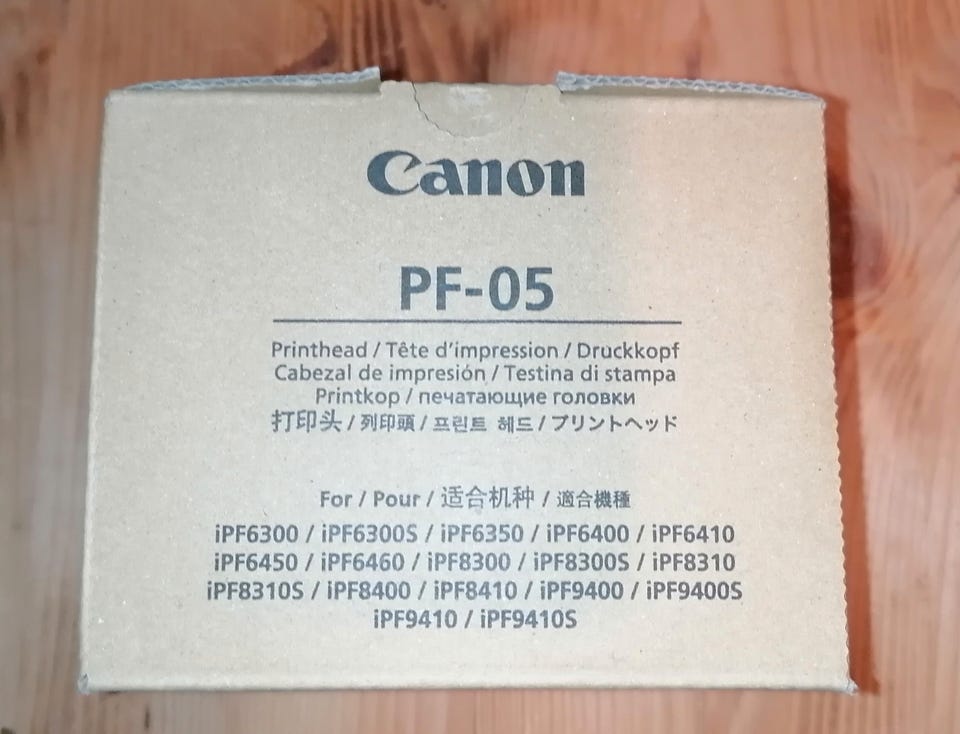 Canon
PF-05
Printhead / Tête d'impression / Druckkopf
Cabezal de impresión / Testina di stampa
Printkop / печатающие головки
打印头 / 列印頭 / 프린트 헤드 / プリントヘッド
For / Pour / 适合机种 / 適合機種
iPF6300 / iPF6300S / iPF6350 / iPF6400 / iPF6410
iPF6450 / iPF6460 / iPF8300 / iPF8300S / iPF8310
iPF8310S / iPF8400 / iPF8410 / iPF9400 / iPF9400S
iPF9410 / iPF9410S